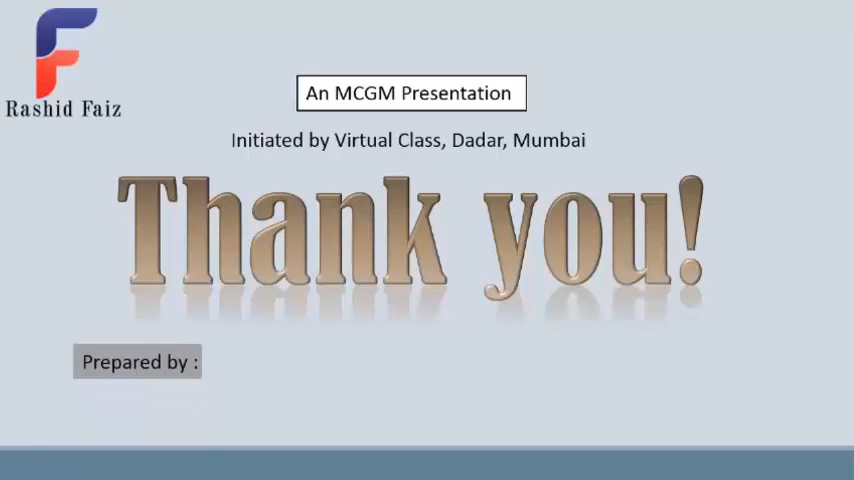 Rashid Faiz
An MCGM Presentation
Initiated by Virtual Class, Dadar, Mumbai
Thank you!
Prepared by :